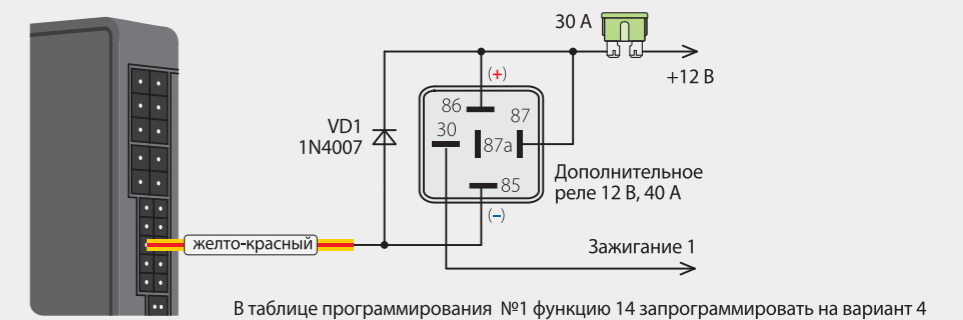 30 А
+12 В
(+)
86
87
VD1
1N4007
30
87а
Дополнительное
реле 12 В, 40 А
85
(–)
желто-красный
Зажигание 1
В таблице программирования №1 функцию 14 запрограммировать на вариант 4